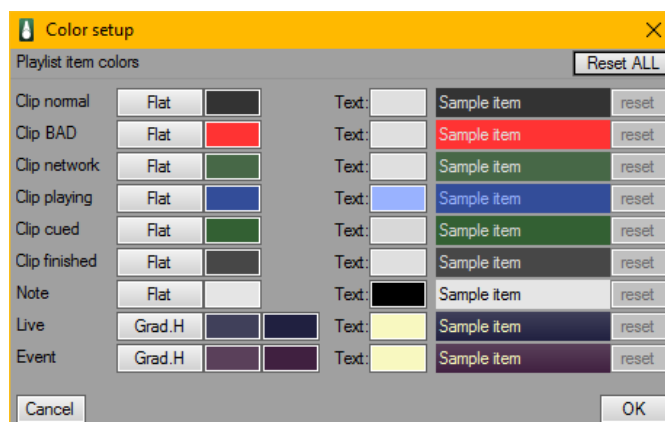 Color setup
Playlist item colors Reset ALL
Clip normal Flat Text: Sample item reset
Clip BAD Flat Text: Sample item reset
Clip network Flat Text: Sample item reset
Clip playing Flat Text: Sample item reset
Clip cued Flat Text: Sample item reset
Clip finished Flat Text: Sample item reset
Note Flat Text: Sample item reset
Live Grad.H Text: Sample item reset
Event Grad.H Text: Sample item reset
Cancel OK